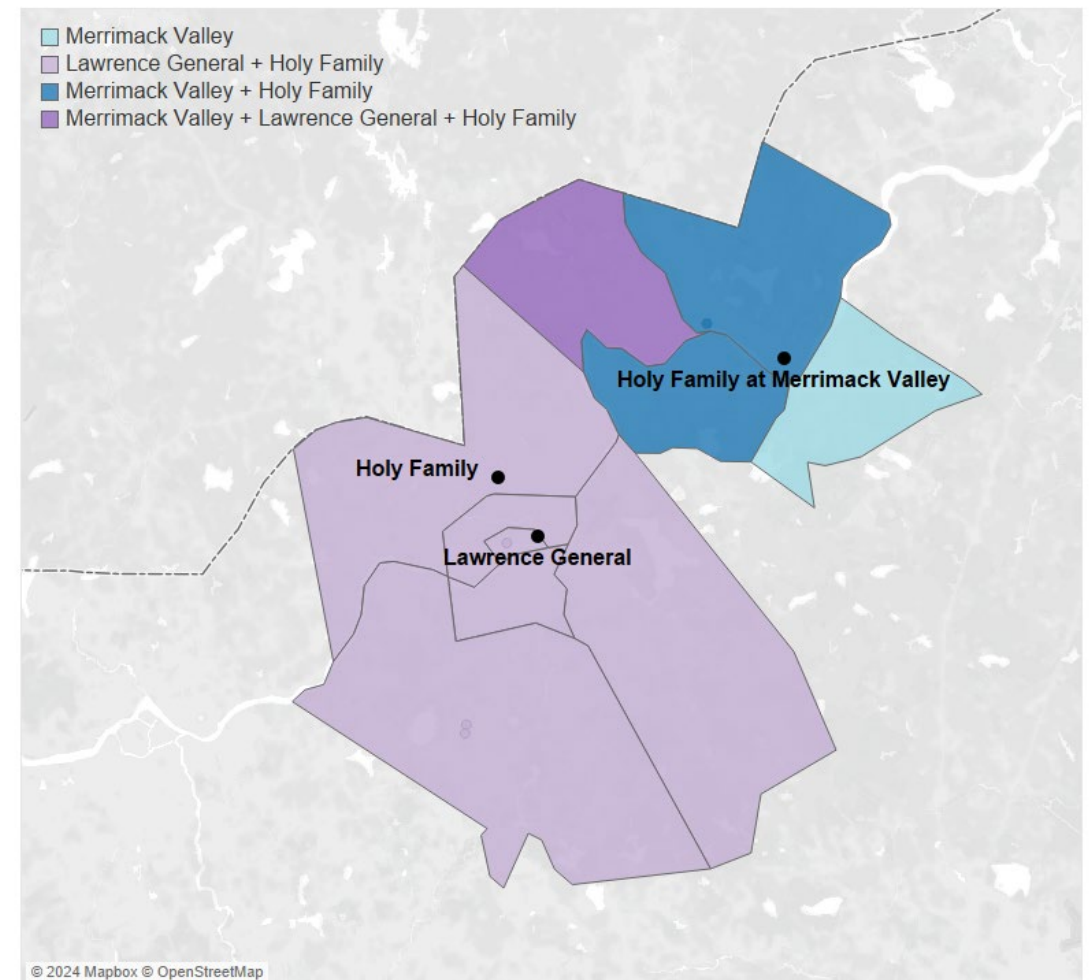 Merrimack Valley
Lawrence General + Holy Family
Merrimack Valley + Holy Family
Merrimack Valley + Lawrence General + Holy Family
Holy Family at Merrimack Valley
Holy Family
Lawrence General
© 2024 Mapbox © OpenStreetMap